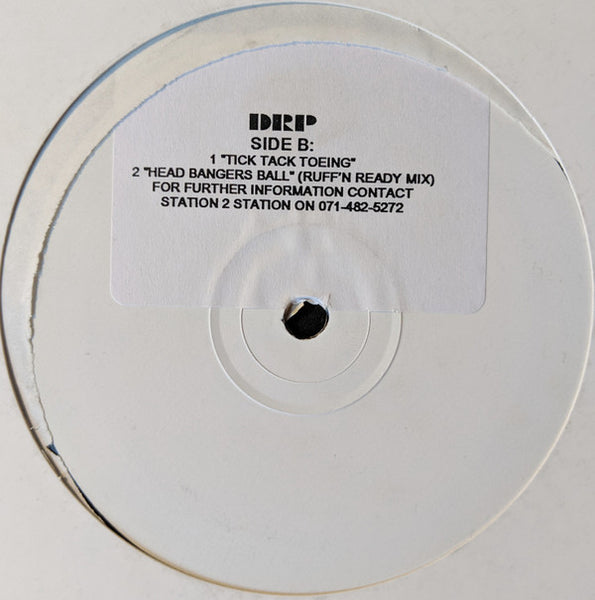 DRP
SIDE B:
1 "TICK TACK TOEING"
2 "HEAD BANGERS BALL" (RUFF'N READY MIX)
FOR FURTHER INFORMATION CONTACT
STATION 2 STATION ON 071-482-5272